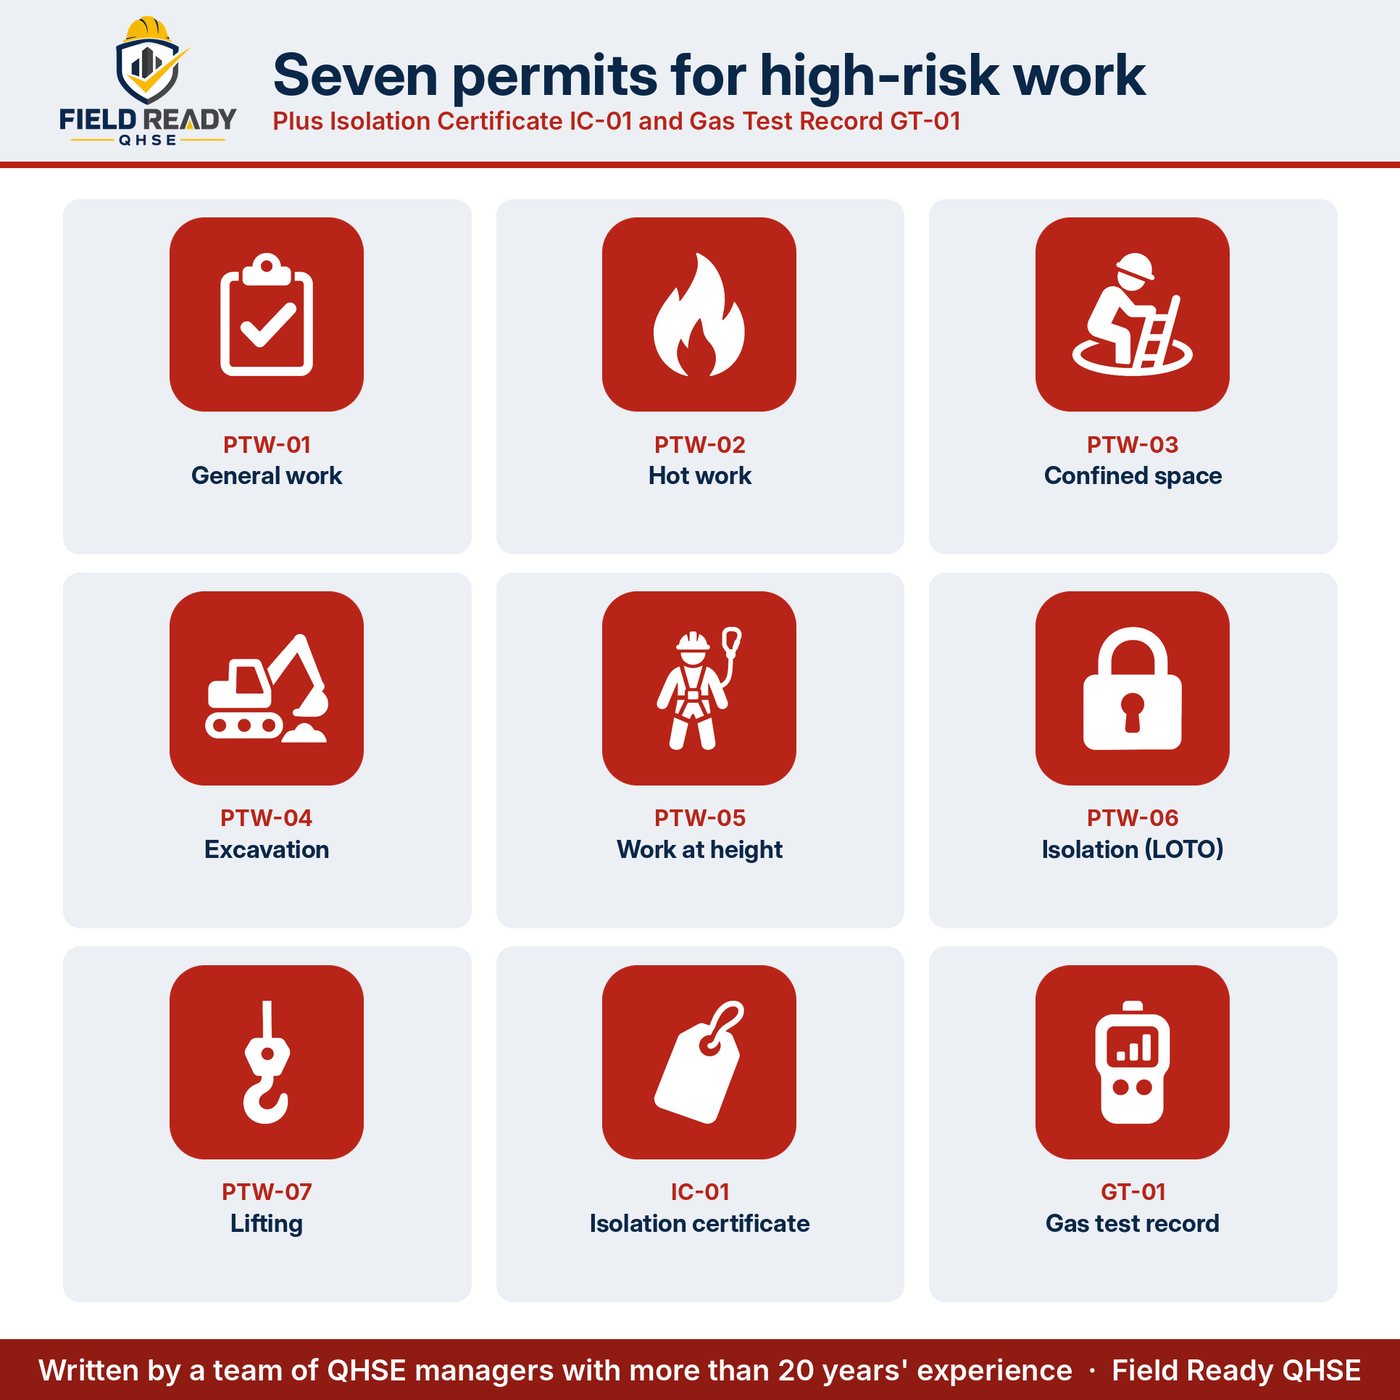 FIELD READY
QHSE
Seven permits for high-risk work
Plus Isolation Certificate IC-01 and Gas Test Record GT-01
PTW-01
General work
PTW-02
Hot work
PTW-03
Confined space
PTW-04
Excavation
PTW-05
Work at height
PTW-06
Isolation (LOTO)
PTW-07
Lifting
IC-01
Isolation certificate
GT-01
Gas test record
Written by a team of QHSE managers with more than 20 years' experience · Field Ready QHSE